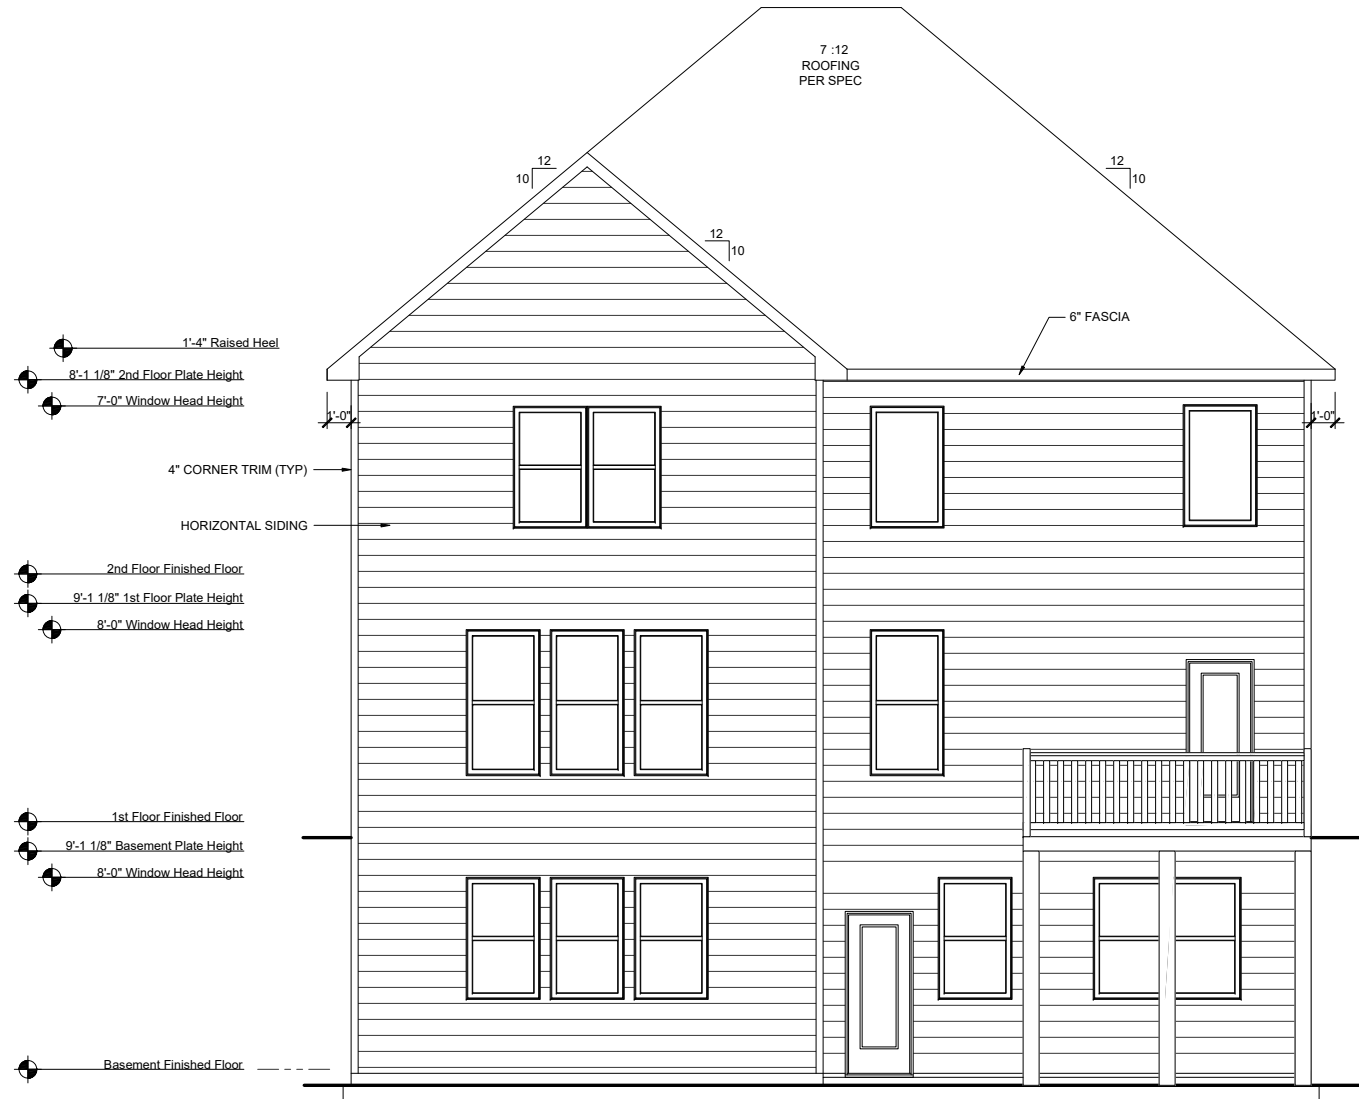 7 :12
ROOFING
PER SPEC
12
10
12
10
12
10
6" FASCIA
1'-4" Raised Heel
8'-1 1/8" 2nd Floor Plate Height
7'-0" Window Head Height
1'-0"
1'-0"
4" CORNER TRIM (TYP)
HORIZONTAL SIDING
2nd Floor Finished Floor
9'-1 1/8" 1st Floor Plate Height
8'-0" Window Head Height
1st Floor Finished Floor
9'-1 1/8" Basement Plate Height
8'-0" Window Head Height
Basement Finished Floor